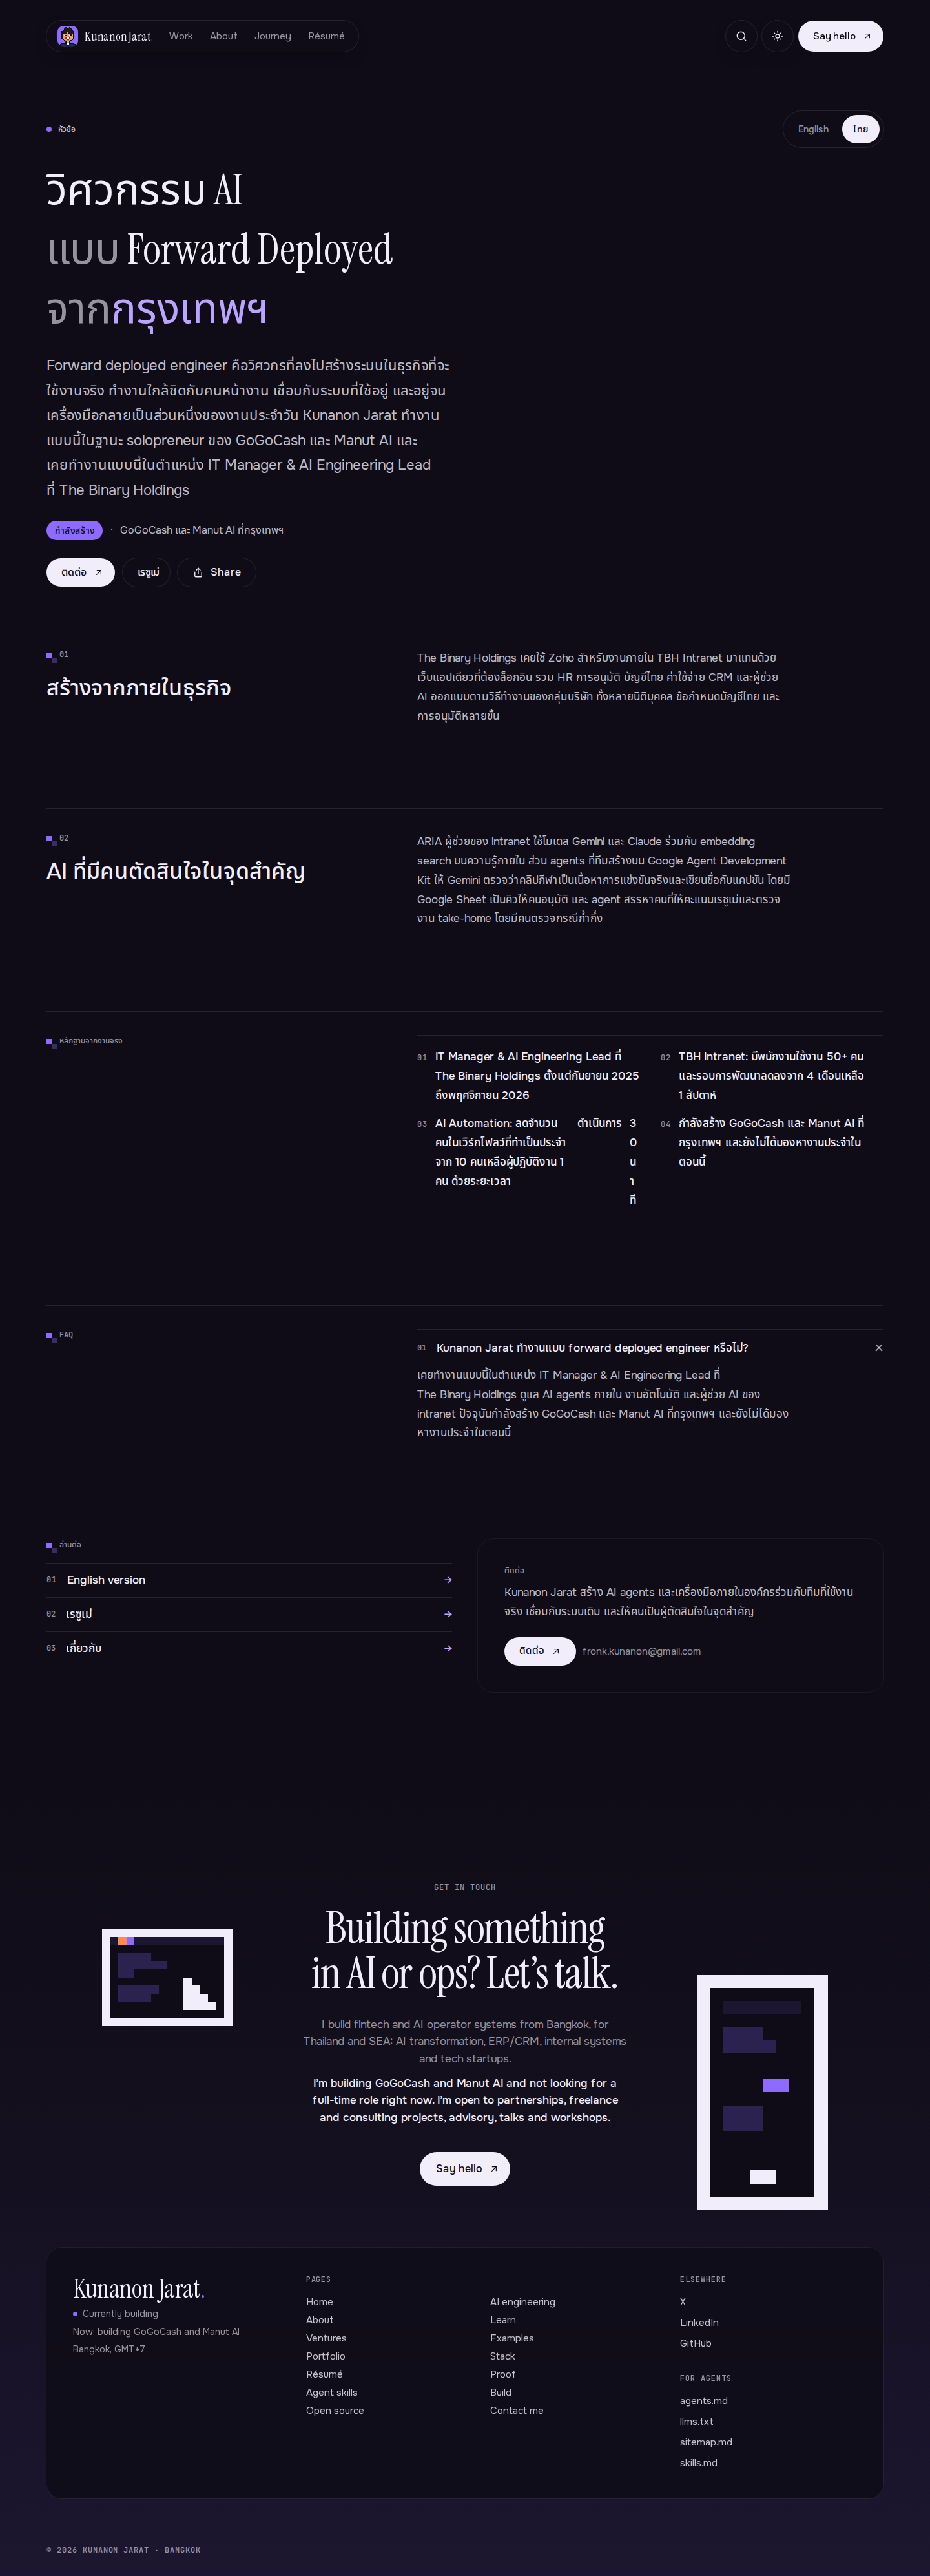 Kunanon Jarat.
Work
About
Journey
Résumé
Say hello
หัวข้อ
English
ไทย
วิศวกรรม AI
แบบ Forward Deployed
จากกรุงเทพฯ
Forward deployed engineer คือวิศวกรที่ลงไปสร้างระบบในธุรกิจที่จะ
ใช้งานจริง ทำงานใกล้ชิดกับคนหน้างาน เชื่อมกับระบบที่ใช้อยู่ และอยู่จน
เครื่องมือกลายเป็นส่วนหนึ่งของงานประจำวัน Kunanon Jarat ทำงาน
แบบนี้ในฐานะ solopreneur ของ GoGoCash และ Manut AI และ
เคยทำงานแบบนี้ในตำแหน่ง IT Manager & AI Engineering Lead
ที่ The Binary Holdings
กำลังสร้าง · GoGoCash และ Manut AI ที่กรุงเทพฯ
ติดต่อ
เรซูเม่
Share
01
สร้างจากภายในธุรกิจ
The Binary Holdings เคยใช้ Zoho สำหรับงานภายใน TBH Intranet มาแทนด้วย
เว็บแอปเดียวที่ต้องล็อกอิน รวม HR การอนุมัติ บัญชีไทย ค่าใช้จ่าย CRM และผู้ช่วย
AI ออกแบบตามวิธีทำงานของกลุ่มบริษัท ทั้งหลายนิติบุคคล ข้อกำหนดบัญชีไทย และ
การอนุมัติหลายขั้น
02
AI ที่มีคนตัดสินใจในจุดสำคัญ
ARIA ผู้ช่วยของ intranet ใช้โมเดล Gemini และ Claude ร่วมกับ embedding
search บนความรู้ภายใน ส่วน agents ที่ทีมสร้างบน Google Agent Development
Kit ให้ Gemini ตรวจว่าคลิปกีฬาเป็นเนื้อหาการแข่งขันจริงและเขียนชื่อกับแคปชัน โดยมี
Google Sheet เป็นคิวให้คนอนุมัติ และ agent สรรหาคนที่ให้คะแนนเรซูเม่และตรวจ
งาน take-home โดยมีคนตรวจกรณีก้ำกึ่ง
หลักฐานจากงานจริง
01
IT Manager & AI Engineering Lead ที่
The Binary Holdings ตั้งแต่กันยายน 2025
ถึงพฤศจิกายน 2026
02
TBH Intranet: มีพนักงานใช้งาน 50+ คน
และรอบการพัฒนาลดลงจาก 4 เดือนเหลือ
1 สัปดาห์
03
AI Automation: ลดจำนวน
คนในเวิร์กโฟลว์ที่ทำเป็นประจำ
จาก 10 คนเหลือผู้ปฏิบัติงาน 1
คน ด้วยระยะเวลา
ดำเนินการ
3
0
น
า
ที
04
กำลังสร้าง GoGoCash และ Manut AI ที่
กรุงเทพฯ และยังไม่ได้มองหางานประจำใน
ตอนนี้
FAQ
01 Kunanon Jarat ทำงานแบบ forward deployed engineer หรือไม่?
เคยทำงานแบบนี้ในตำแหน่ง IT Manager & AI Engineering Lead ที่
The Binary Holdings ดูแล AI agents ภายใน งานอัตโนมัติ และผู้ช่วย AI ของ
intranet ปัจจุบันกำลังสร้าง GoGoCash และ Manut AI ที่กรุงเทพฯ และยังไม่ได้มอง
หางานประจำในตอนนี้
อ่านต่อ
01 English version
02 เรซูเม่
03 เกี่ยวกับ
ติดต่อ
Kunanon Jarat สร้าง AI agents และเครื่องมือภายในองค์กรร่วมกับทีมที่ใช้งาน
จริง เชื่อมกับระบบเดิม และให้คนเป็นผู้ตัดสินใจในจุดสำคัญ
ติดต่อ
fronk.kunanon@gmail.com
GET IN TOUCH
Building something
in AI or ops? Let's talk.
I build fintech and AI operator systems from Bangkok, for
Thailand and SEA: AI transformation, ERP/CRM, internal systems
and tech startups.
I'm building GoGoCash and Manut AI and not looking for a
full-time role right now. I'm open to partnerships, freelance
and consulting projects, advisory, talks and workshops.
Say hello
Kunanon Jarat.
Currently building
Now: building GoGoCash and Manut AI
Bangkok, GMT+7
PAGES
Home
About
Ventures
Portfolio
Résumé
Agent skills
Open source
AI engineering
Learn
Examples
Stack
Proof
Build
Contact me
ELSEWHERE
X
LinkedIn
GitHub
FOR AGENTS
agents.md
llms.txt
sitemap.md
skills.md
© 2026 KUNANON JARAT · BANGKOK